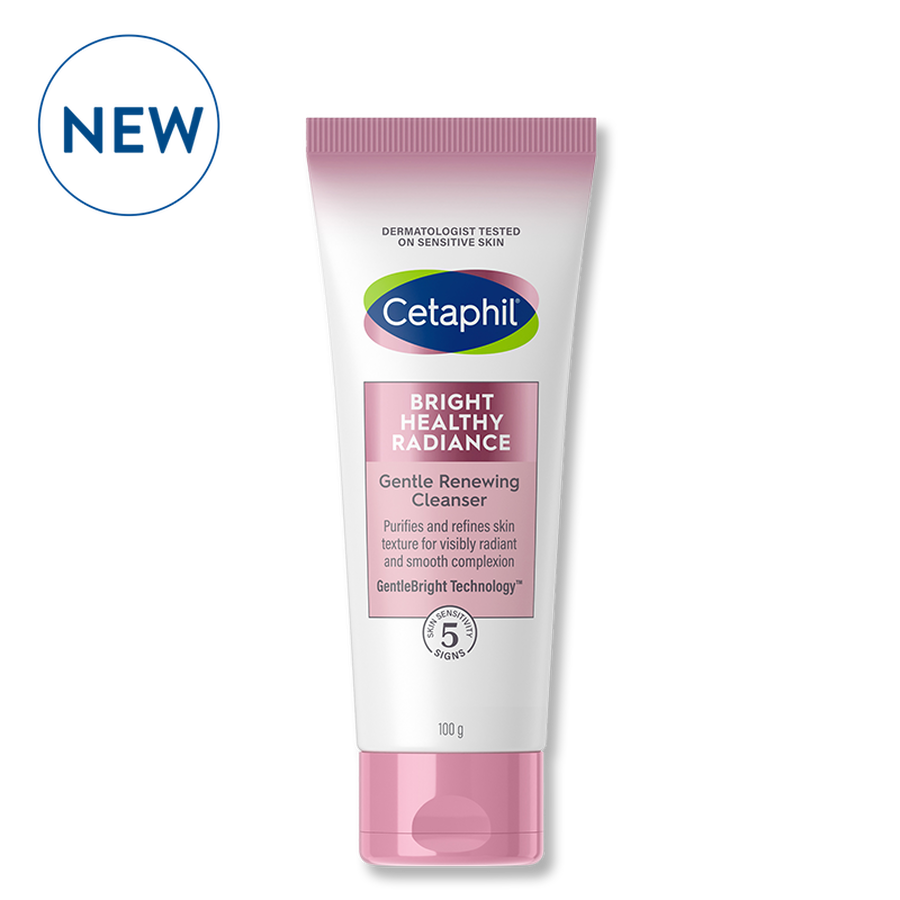 NEW
DERMATOLOGIST TESTED
ON SENSITIVE SKIN
Cetaphil®
BRIGHT
HEALTHY
RADIANCE
Gentle Renewing
Cleanser
Purifies and refines skin
texture for visibly radiant
and smooth complexion
GentleBright Technology™
SKIN SENSITIVITY
5
SIGNS
100 g